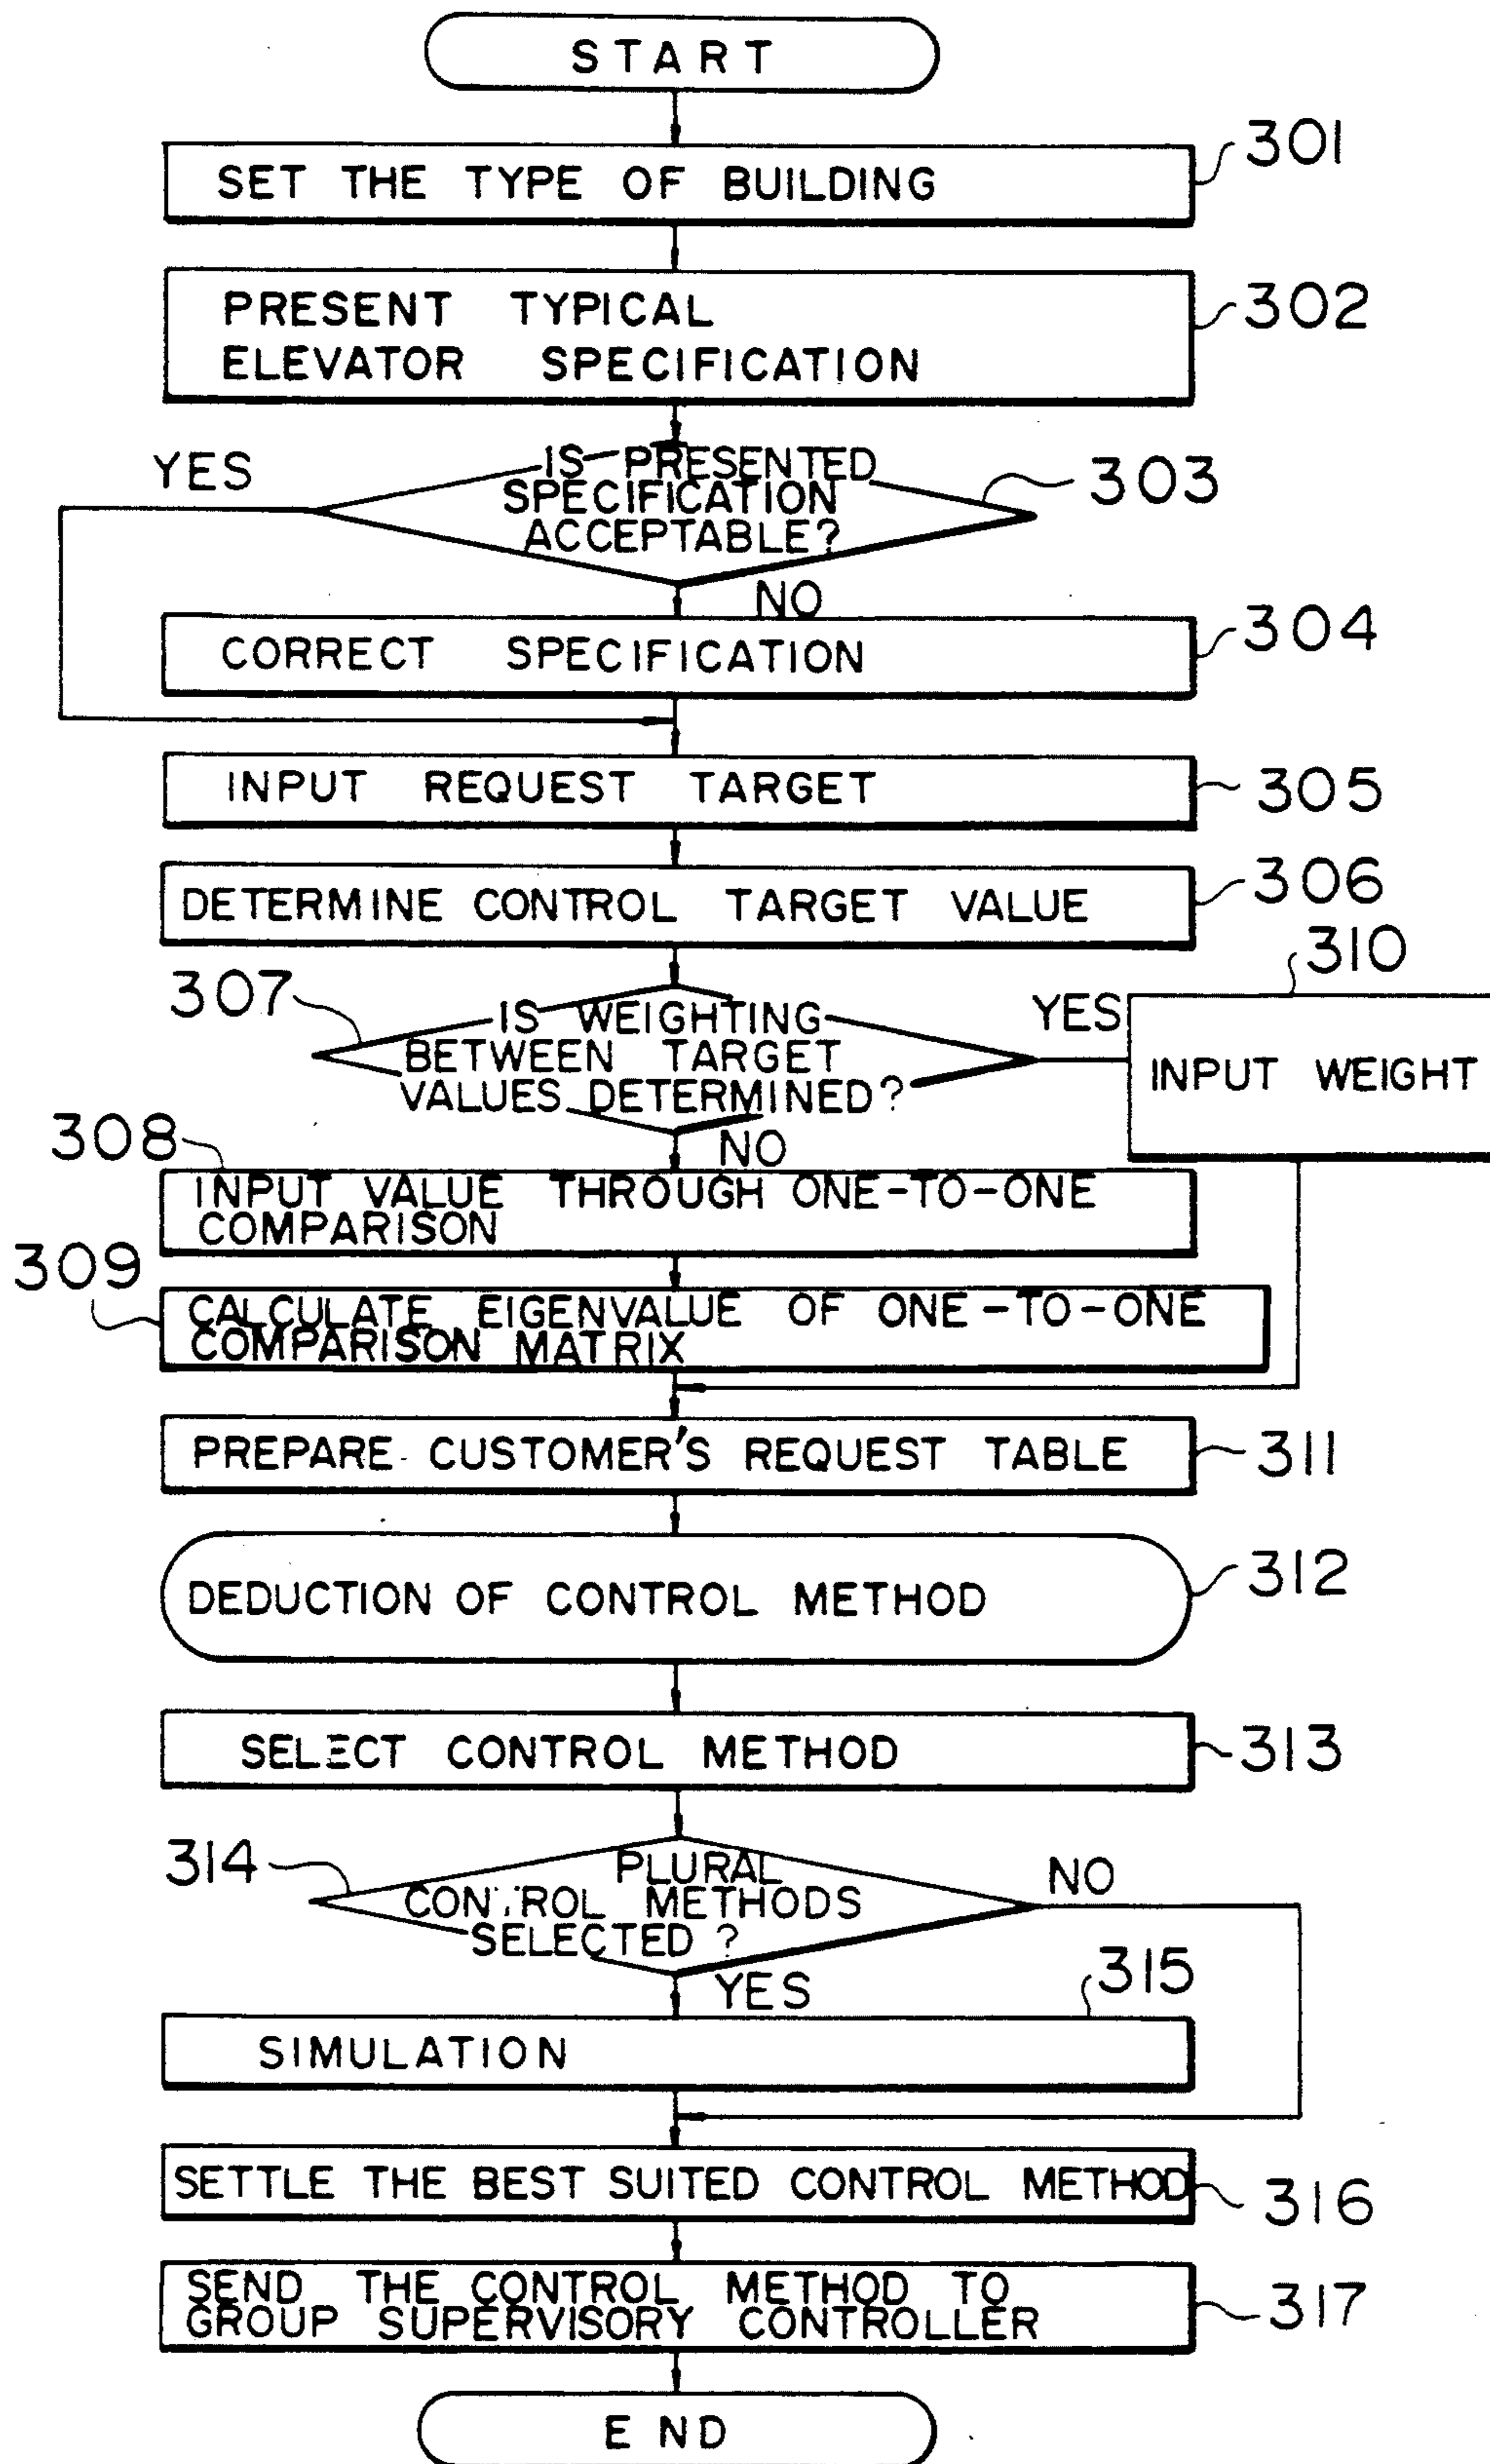 START
301
SET THE TYPE OF BUILDING
302
PRESENT TYPICAL
ELEVATOR SPECIFICATION
YES
IS PRESENTED
SPECIFICATION
ACCEPTABLE?
303
NO
304
CORRECT SPECIFICATION
INPUT REQUEST TARGET
305
306
DETERMINE CONTROL TARGET VALUE
310
307
IS WEIGHTING
BETWEEN TARGET
VALUES DETERMINED?
YES
INPUT WEIGHT
NO
308
INPUT VALUE THROUGH ONE-TO-ONE
COMPARISON
309
CALCULATE EIGENVALUE OF ONE-TO-ONE
COMPARISON MATRIX
PREPARE CUSTOMER'S REQUEST TABLE
311
DEDUCTION OF CONTROL METHOD
312
SELECT CONTROL METHOD
313
314
PLURAL
CONTROL METHODS
SELECTED ?
NO
YES
315
SIMULATION
SETTLE THE BEST SUITED CONTROL METHOD
316
SEND THE CONTROL METHOD TO
GROUP SUPERVISORY CONTROLLER
317
END